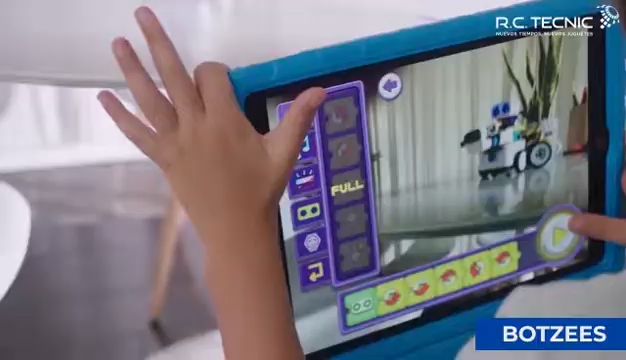 R.C. TECNIC
NUEVOS TIEMPOS, NUEVOS JUGUETES
FULL
BOTZEES